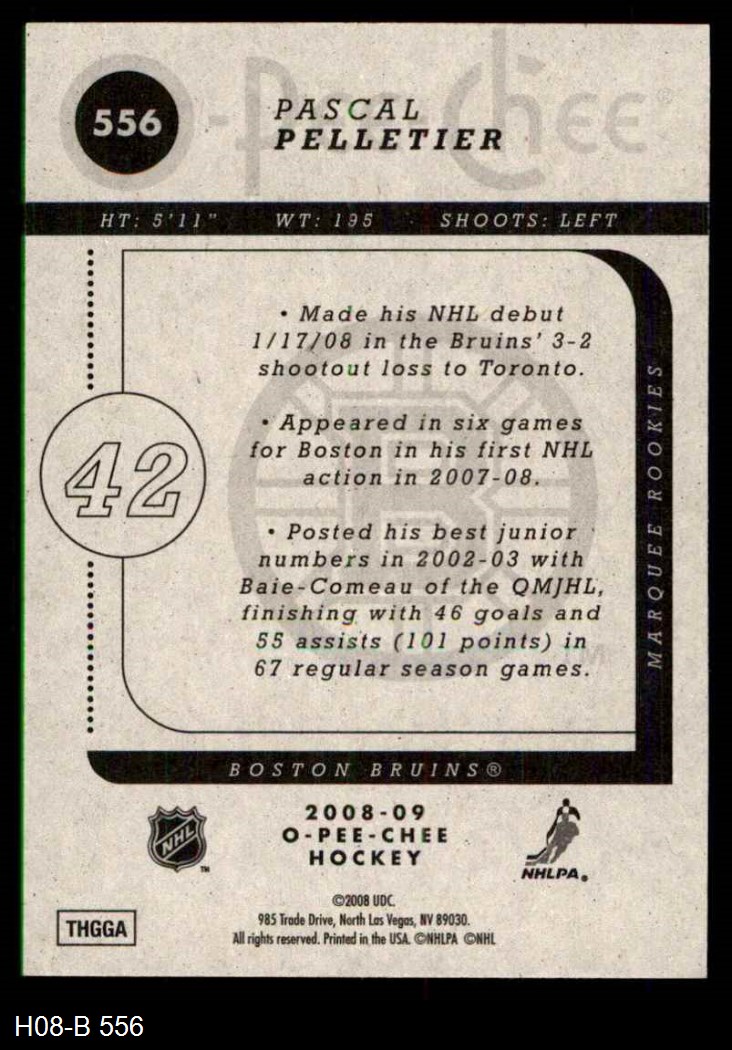 O-Pee-Chee®
556
PASCAL
PELLETIER
HT: 5'11" WT: 195 SHOOTS: LEFT
• Made his NHL debut
1/17/08 in the Bruins' 3-2
shootout loss to Toronto.
• Appeared in six games
for Boston in his first NHL
action in 2007-08.
42
• Posted his best junior
numbers in 2002-03 with
Baie-Comeau of the QMJHL,
finishing with 46 goals and
55 assists (101 points) in
67 regular season games.
MARQUEE ROOKIES
B
TM
BOSTON BRUINS®
NHL
TM
2008-09
O-PEE-CHEE
HOCKEY
NHLPA®
©2008 UDC.
985 Trade Drive, North Las Vegas, NV 89030.
All rights reserved. Printed in the USA. ©NHLPA ©NHL
THGGA
H08-B 556